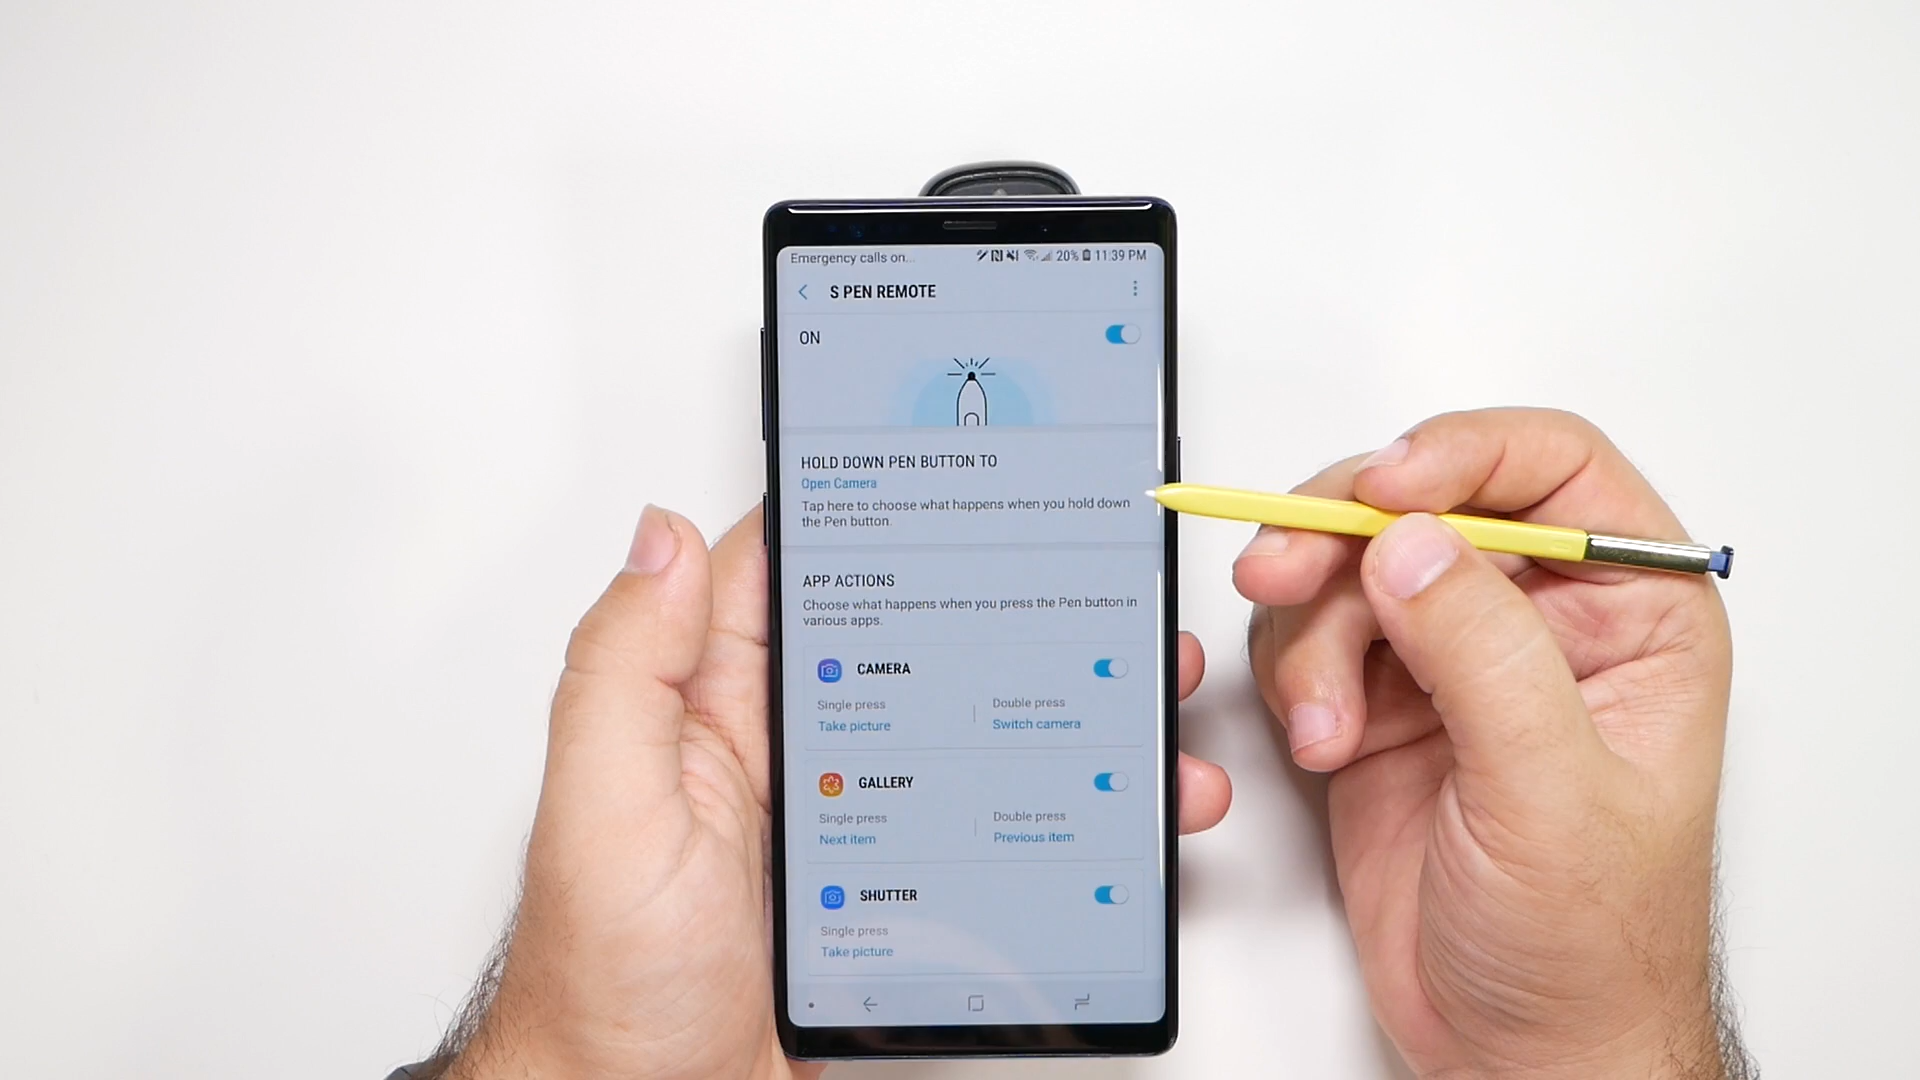 Emergency calls on...
20% 11:39 PM
S PEN REMOTE
ON
HOLD DOWN PEN BUTTON TO
Open Camera
Tap here to choose what happens when you hold down
the Pen button.
APP ACTIONS
Choose what happens when you press the Pen button in
various apps.
CAMERA
Single press
Double press
Take picture
Switch camera
GALLERY
Single press
Double press
Next item
Previous item
SHUTTER
Single press
Take picture